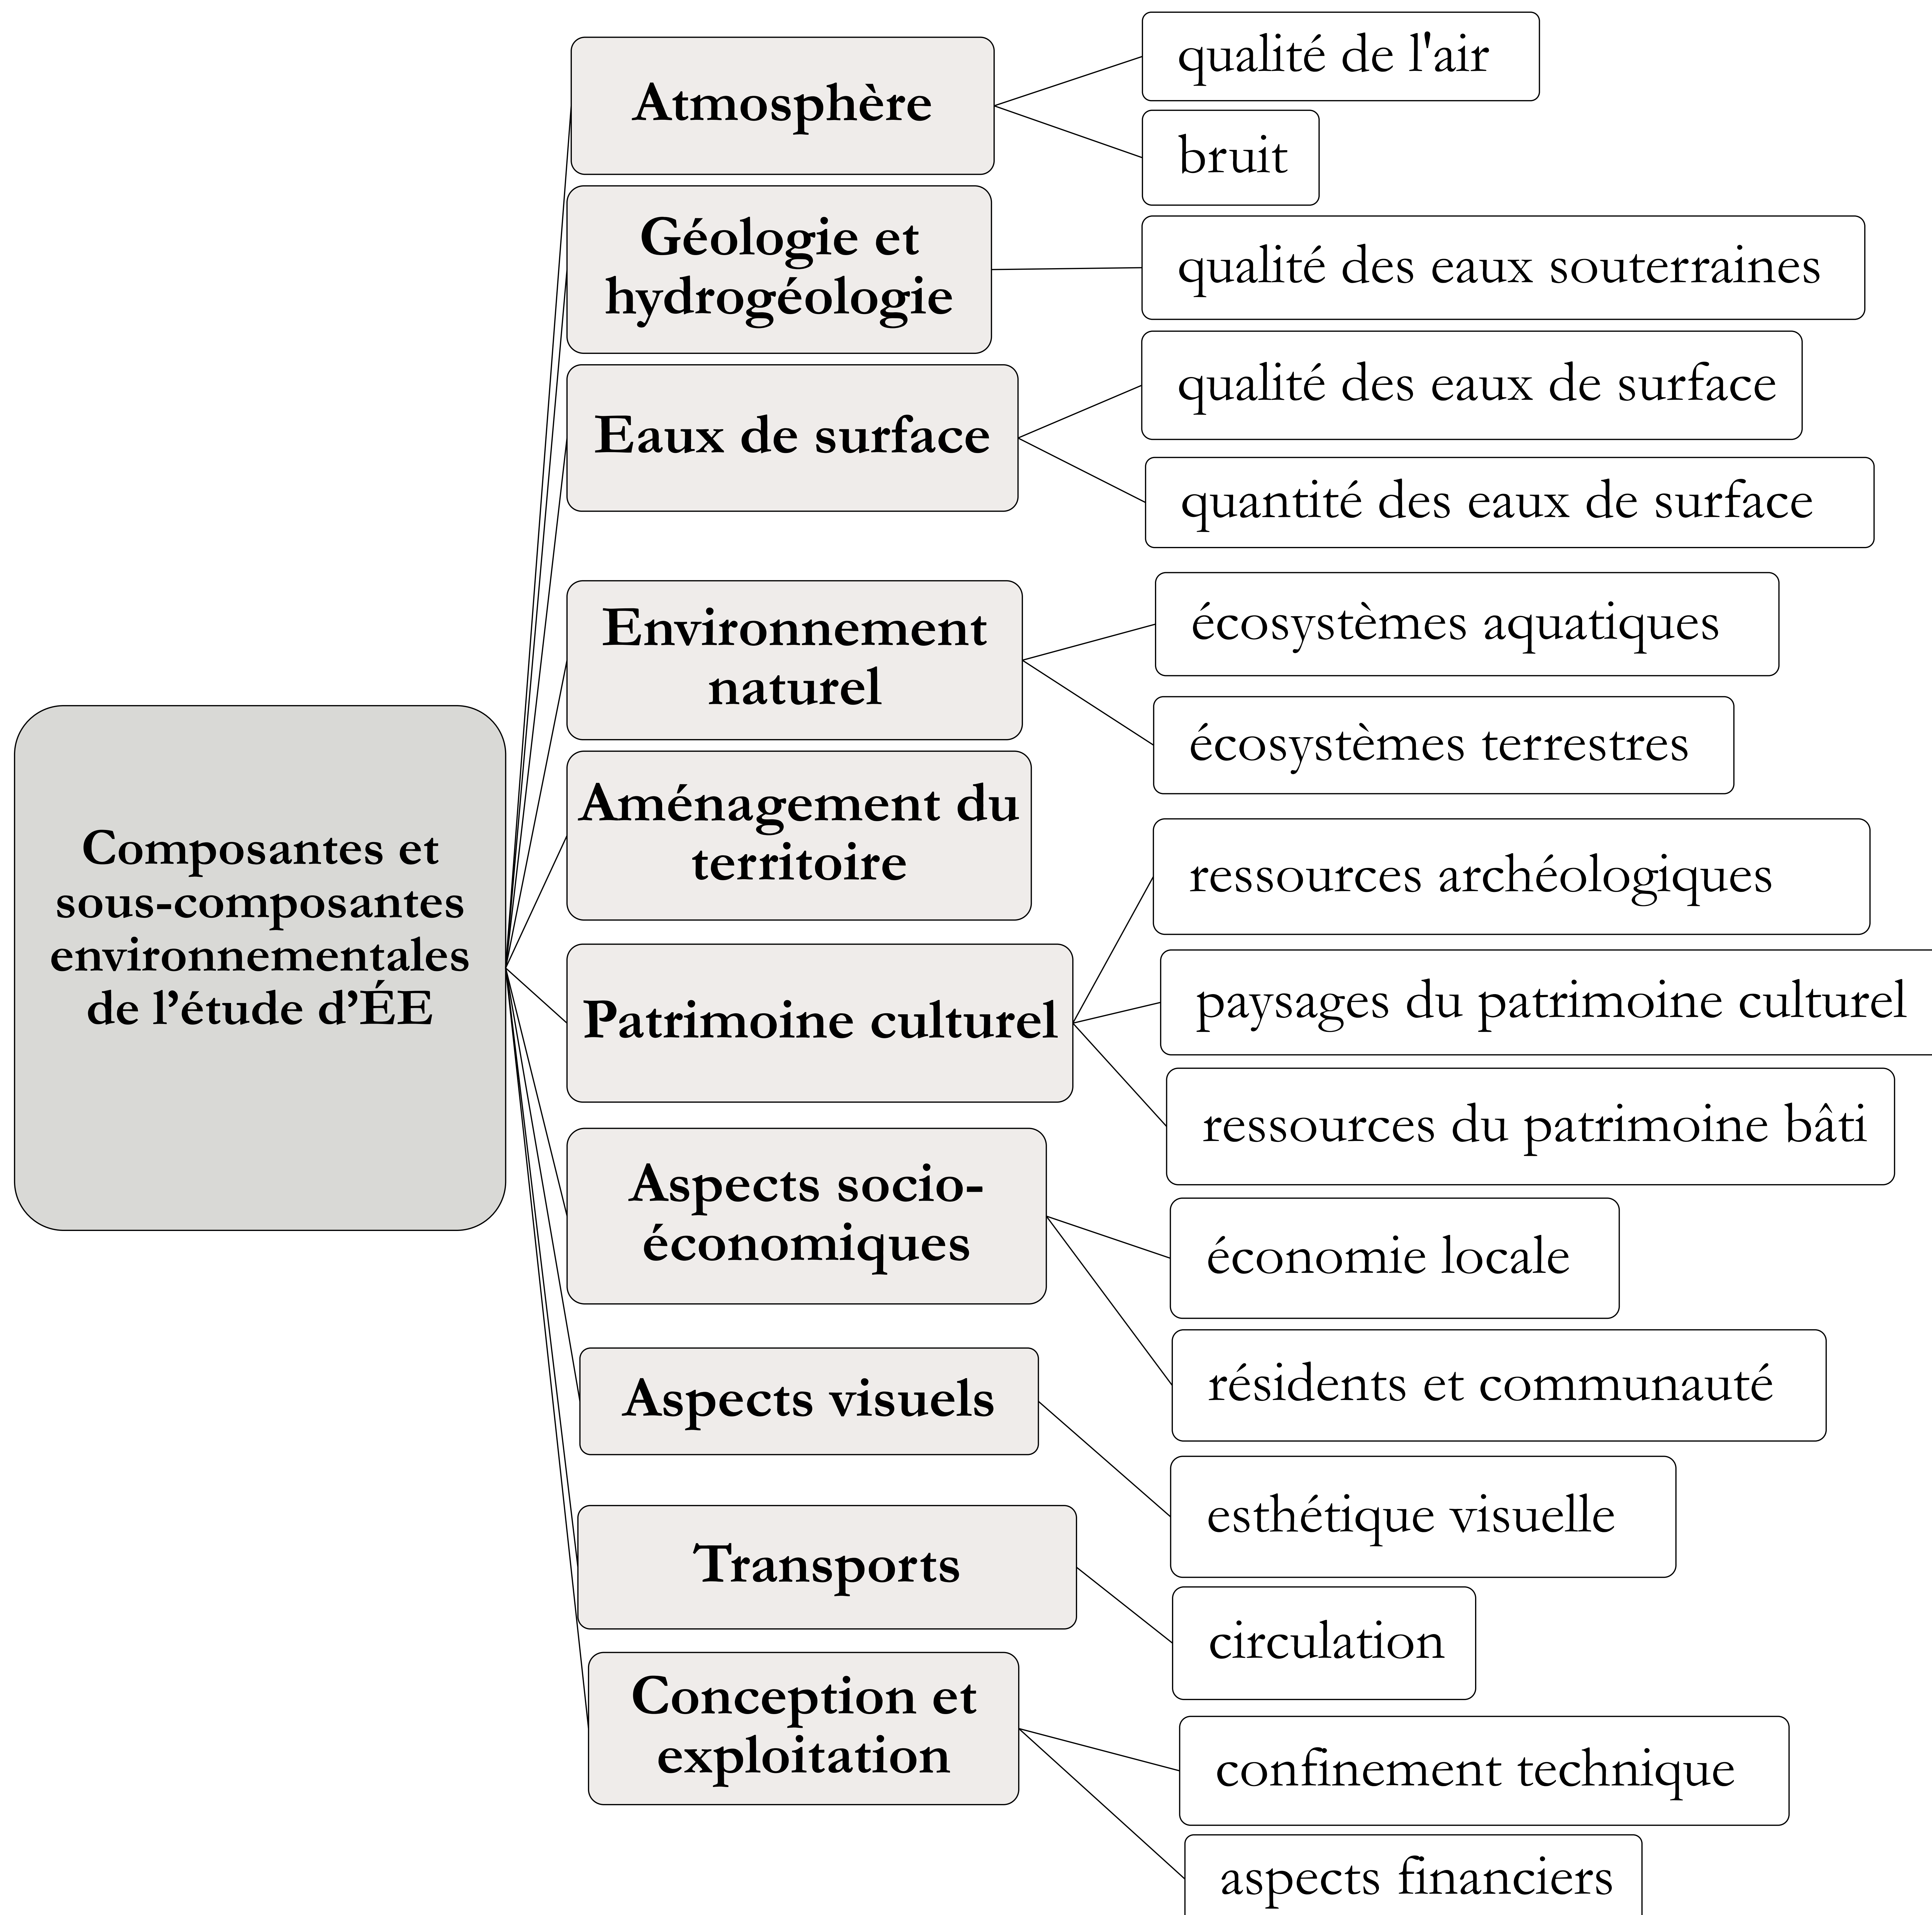 Composantes et
sous-composantes
environnementales
de l’étude d’ÉE
Atmosphère
qualité de l'air
bruit
Géologie et
hydrogéologie
qualité des eaux souterraines
Eaux de surface
qualité des eaux de surface
quantité des eaux de surface
Environnement
naturel
écosystèmes aquatiques
écosystèmes terrestres
Aménagement du
territoire
Patrimoine culturel
ressources archéologiques
paysages du patrimoine culturel
ressources du patrimoine bâti
Aspects socio-
économiques
économie locale
résidents et communauté
Aspects visuels
esthétique visuelle
Transports
circulation
Conception et
exploitation
confinement technique
aspects financiers